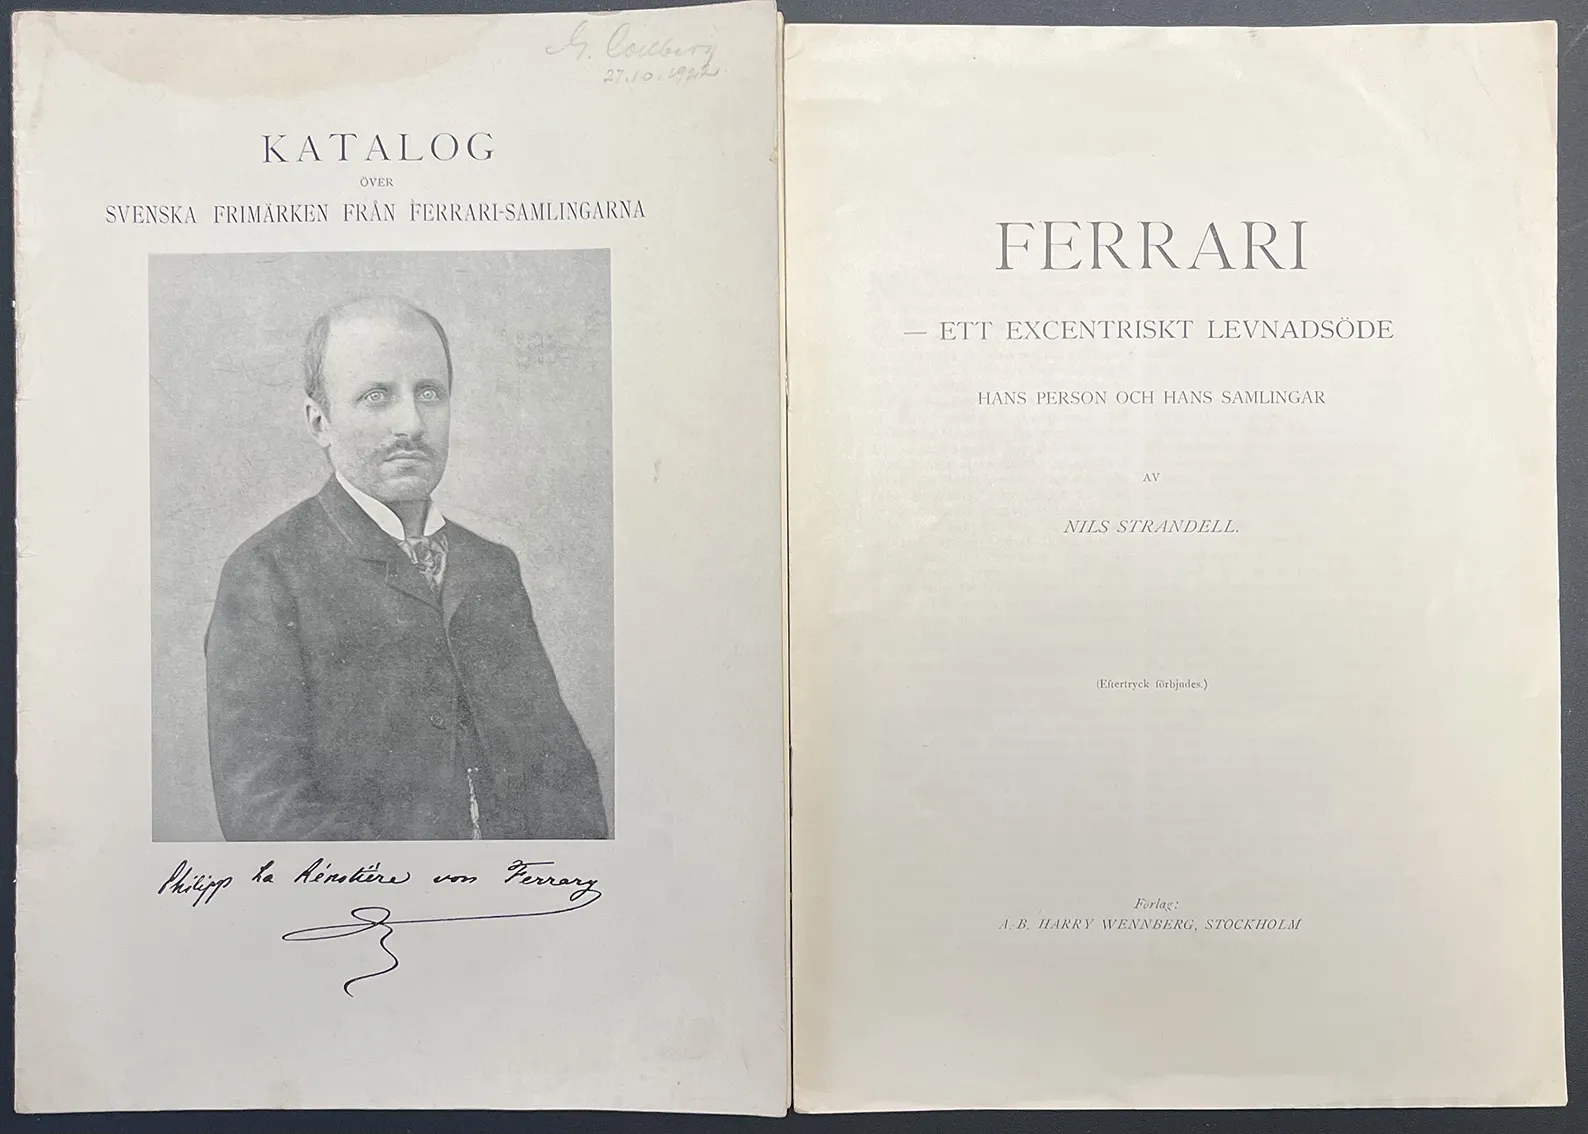 27.10.1922
KATALOG
ÖVER
SVENSKA FRIMÄRKEN FRÅN FERRARI-SAMLINGARNA
Philipp La Rénotière von Ferrary
FERRARI
— ETT EXCENTRISKT LEVNADSÖDE
HANS PERSON OCH HANS SAMLINGAR
AV
NILS STRANDELL.
(Eftertryck förbjudes.)
Förlag:
A.-B. HARRY WENNBERG, STOCKHOLM